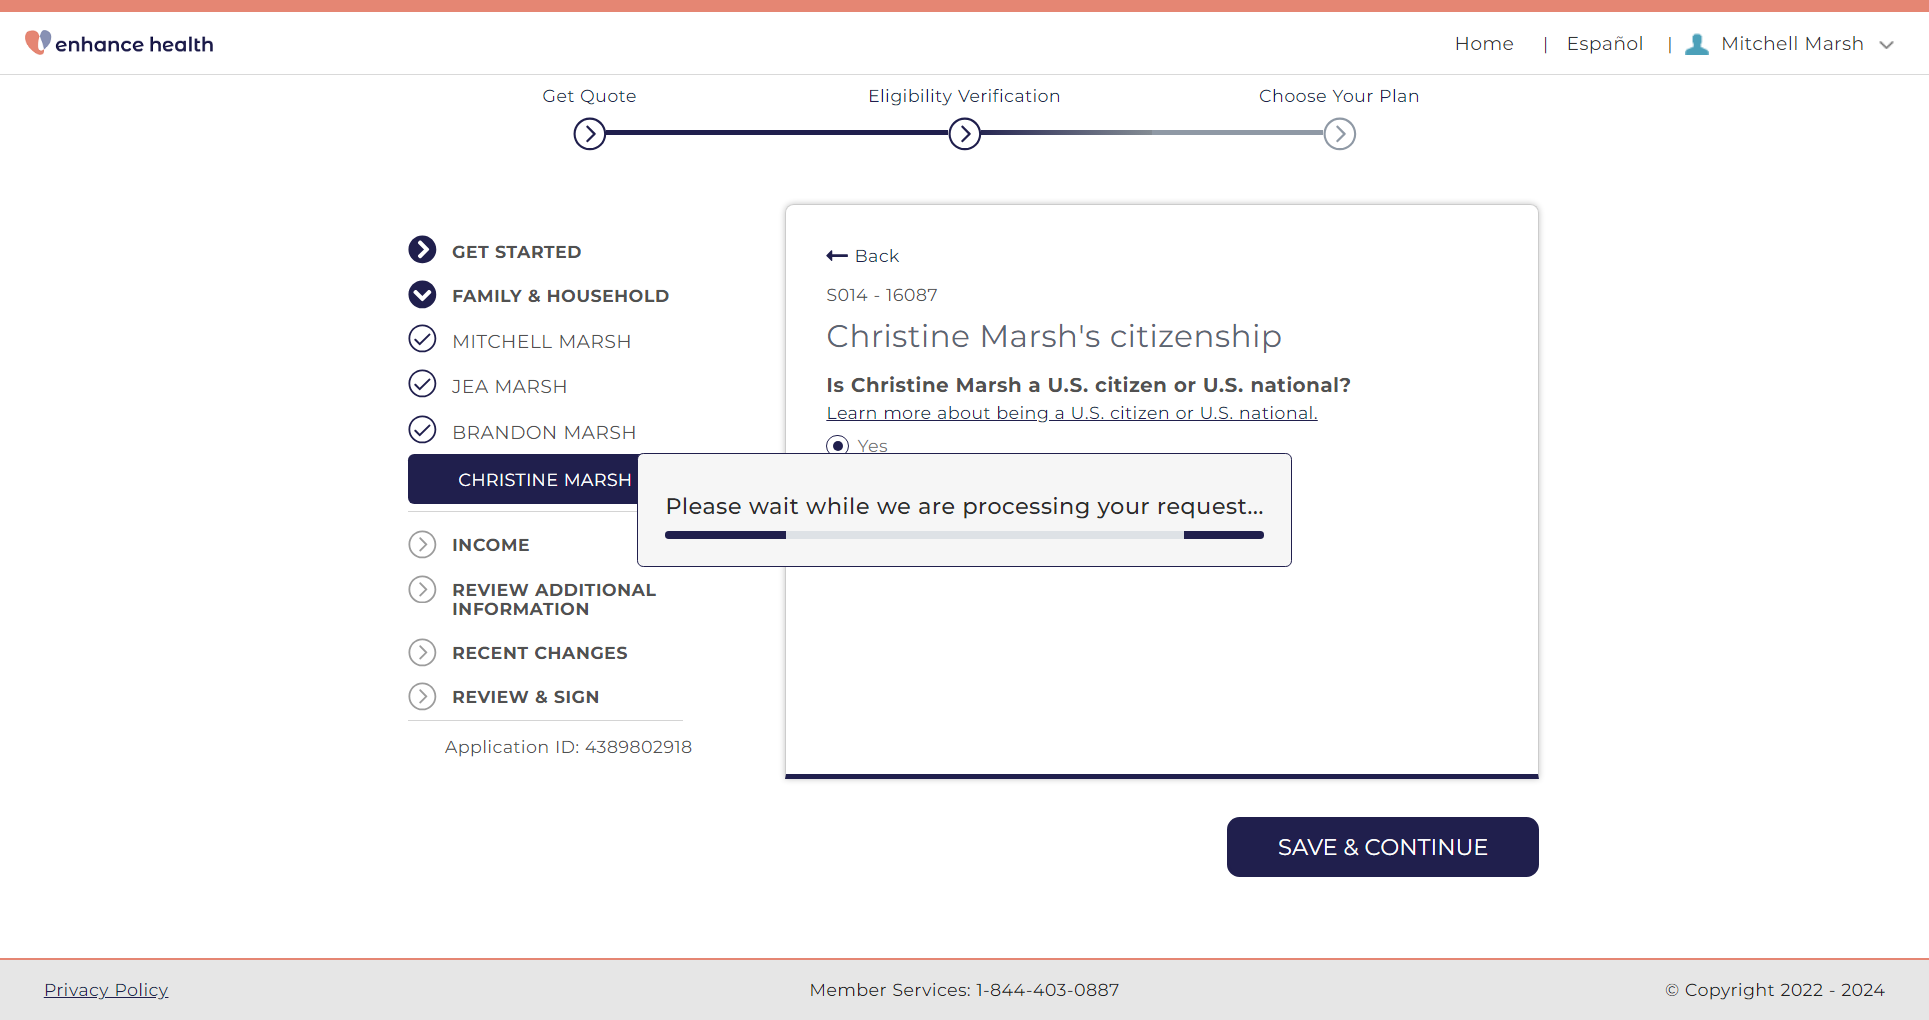 enhance health
Home | Español | Mitchell Marsh
Get Quote
Eligibility Verification
Choose Your Plan
GET STARTED
FAMILY & HOUSEHOLD
MITCHELL MARSH
JEA MARSH
BRANDON MARSH
CHRISTINE MARSH
INCOME
REVIEW ADDITIONAL
INFORMATION
RECENT CHANGES
REVIEW & SIGN
Application ID: 4389802918
Back
S014 - 16087
Christine Marsh's citizenship
Is Christine Marsh a U.S. citizen or U.S. national?
Learn more about being a U.S. citizen or U.S. national.
Yes
Please wait while we are processing your request...
SAVE & CONTINUE
Privacy Policy
Member Services: 1-844-403-0887
© Copyright 2022 - 2024